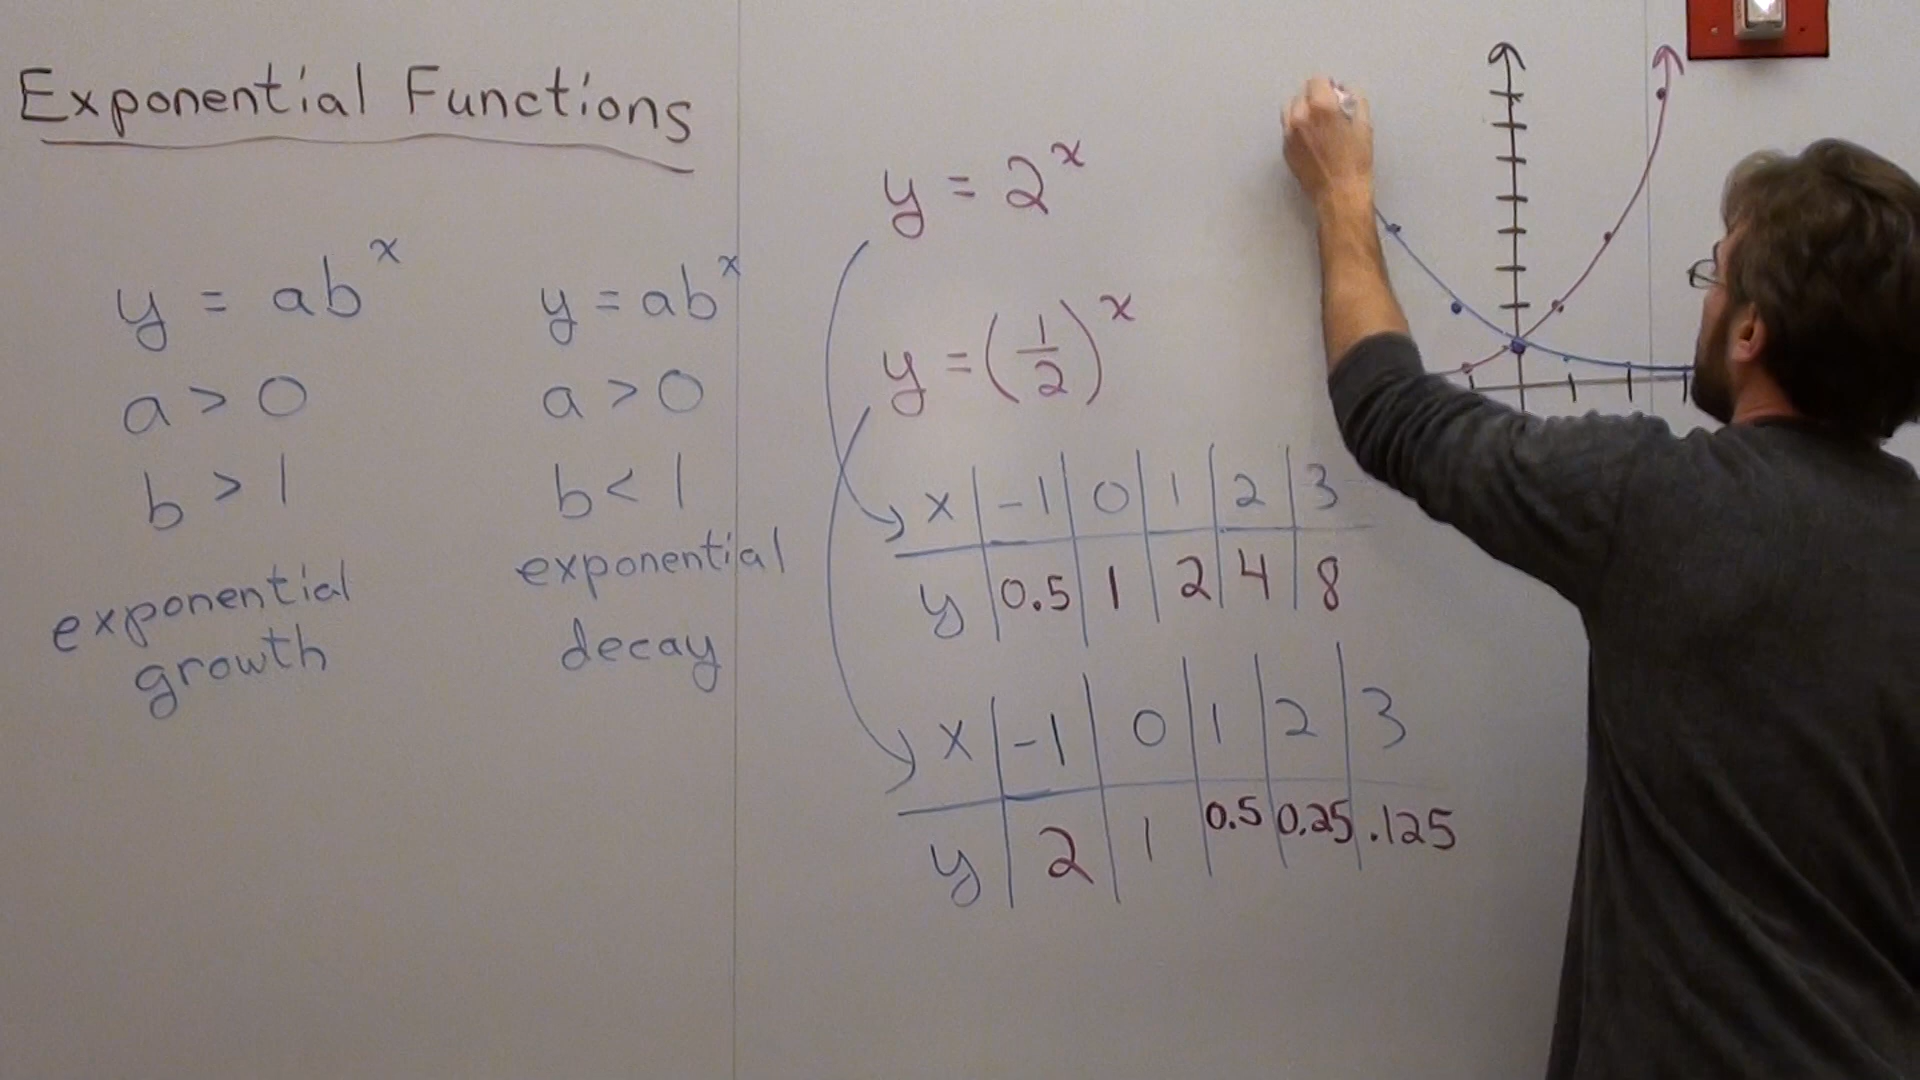 Exponential Functions
y = ab^x
a > 0
b > 1
exponential
growth
y = ab^x
a > 0
b < 1
exponential
decay
y = 2^x
y = (1/2)^x
x | -1 | 0 | 1 | 2 | 3
y | 0.5 | 1 | 2 | 4 | 8
x | -1 | 0 | 1 | 2 | 3
y | 2 | 1 | 0.5 | 0.25 | .125